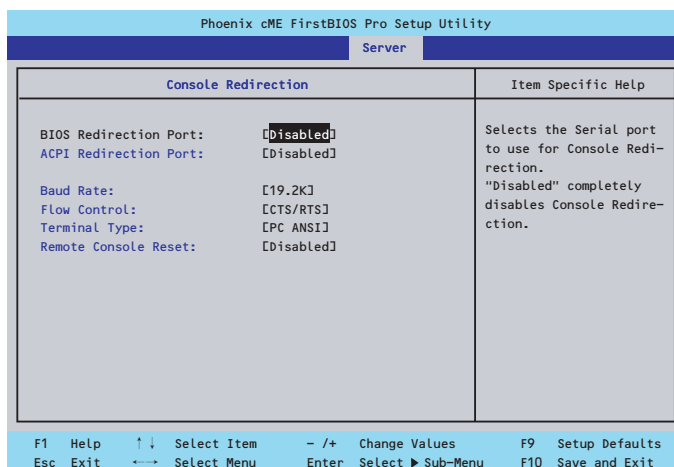 Phoenix cME FirstBIOS Pro Setup Utility
Server
Console Redirection
Item Specific Help
BIOS Redirection Port: [Disabled]
ACPI Redirection Port: [Disabled]
Baud Rate: [19.2K]
Flow Control: [CTS/RTS]
Terminal Type: [PC ANSI]
Remote Console Reset: [Disabled]
Selects the Serial port
to use for Console Redi-
rection.
"Disabled" completely
disables Console Redire-
ction.
F1 Help ↑↓ Select Item - /+ Change Values F9 Setup Defaults
Esc Exit ←→ Select Menu Enter Select ▶ Sub-Menu F10 Save and Exit